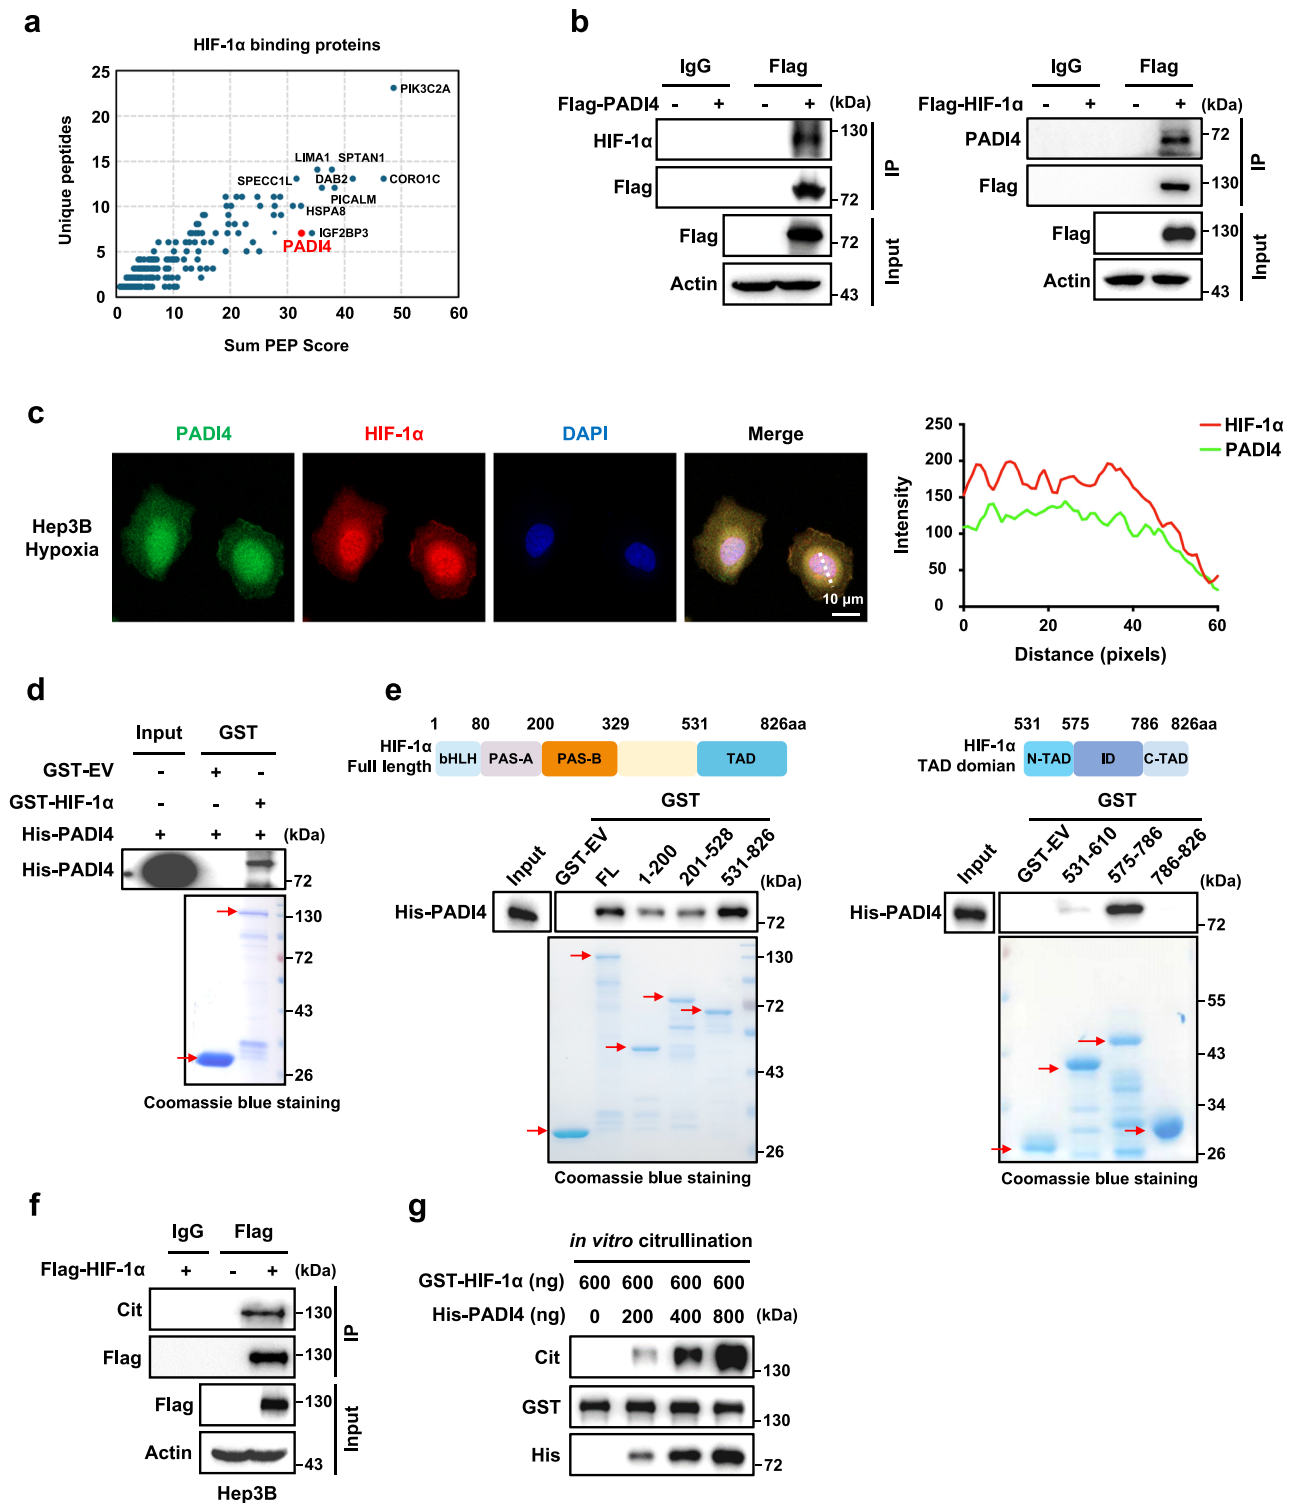 a
HIF-1α binding proteins
25
20
15
10
5
0
Unique peptides
PIK3C2A
LIMA1 SPTAN1
SPECC1L DAB2 CORO1C
PICALM
HSPA8
IGF2BP3
PADI4
0 10 20 30 40 50 60
Sum PEP Score
b
IgG Flag
Flag-PADI4 - + - + (kDa)
HIF-1α -130
Flag -72
IP
Flag -72
Actin -43
Input
IgG Flag
Flag-HIF-1α - + - + (kDa)
PADI4 -72
Flag -130
IP
Flag -130
Actin -43
Input
c
PADI4 HIF-1α DAPI Merge
Hep3B
Hypoxia
10 μm
HIF-1α
PADI4
250
200
150
100
50
0
Intensity
0 20 40 60
Distance (pixels)
d
Input GST
GST-EV - + -
GST-HIF-1α - - +
His-PADI4 + + + (kDa)
His-PADI4 -72
-130
-72
-43
-26
Coomassie blue staining
e
1 80 200 329 531 826aa
HIF-1α
Full length
bHLH PAS-A PAS-B TAD
GST
Input GST-EV FL 1-200 201-528 531-826 (kDa)
His-PADI4 -72
-130
-72
-43
-26
Coomassie blue staining
531 575 786 826aa
HIF-1α
TAD domian
N-TAD ID C-TAD
GST
Input GST-EV 531-610 575-786 786-826 (kDa)
His-PADI4 -72
-55
-43
-34
-26
Coomassie blue staining
f
IgG Flag
Flag-HIF-1α + - + (kDa)
Cit -130
Flag -130
IP
Flag -130
Actin -43
Input
Hep3B
g
in vitro citrullination
GST-HIF-1α (ng) 600 600 600 600
His-PADI4 (ng) 0 200 400 800 (kDa)
Cit -130
GST -130
His -72